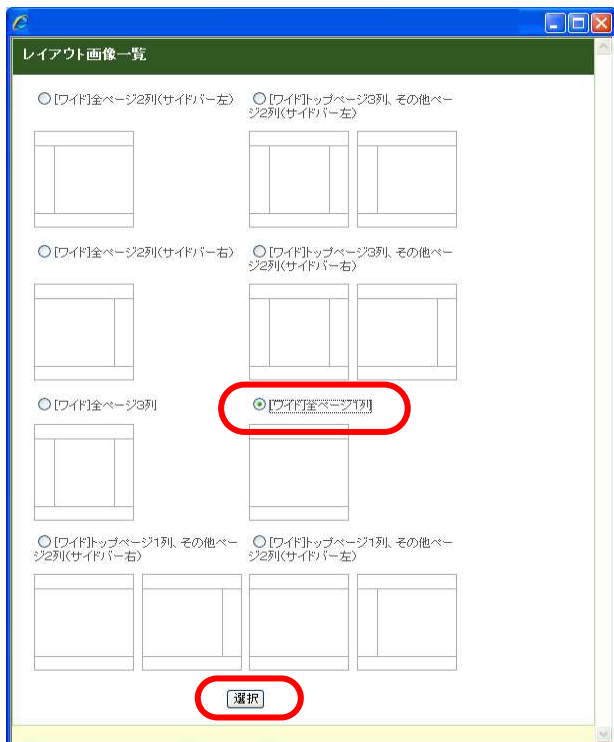 レイアウト画像一覧
[ワイド]全ページ2列(サイドバー左)
[ワイド]トップページ3列、その他ペー
ジ2列(サイドバー左)
[ワイド]全ページ2列(サイドバー右)
[ワイド]トップページ3列、その他ペー
ジ2列(サイドバー右)
[ワイド]全ページ3列
[ワイド]全ページ1列
[ワイド]トップページ1列、その他ペー
ジ2列(サイドバー右)
[ワイド]トップページ1列、その他ペー
ジ2列(サイドバー左)
選択